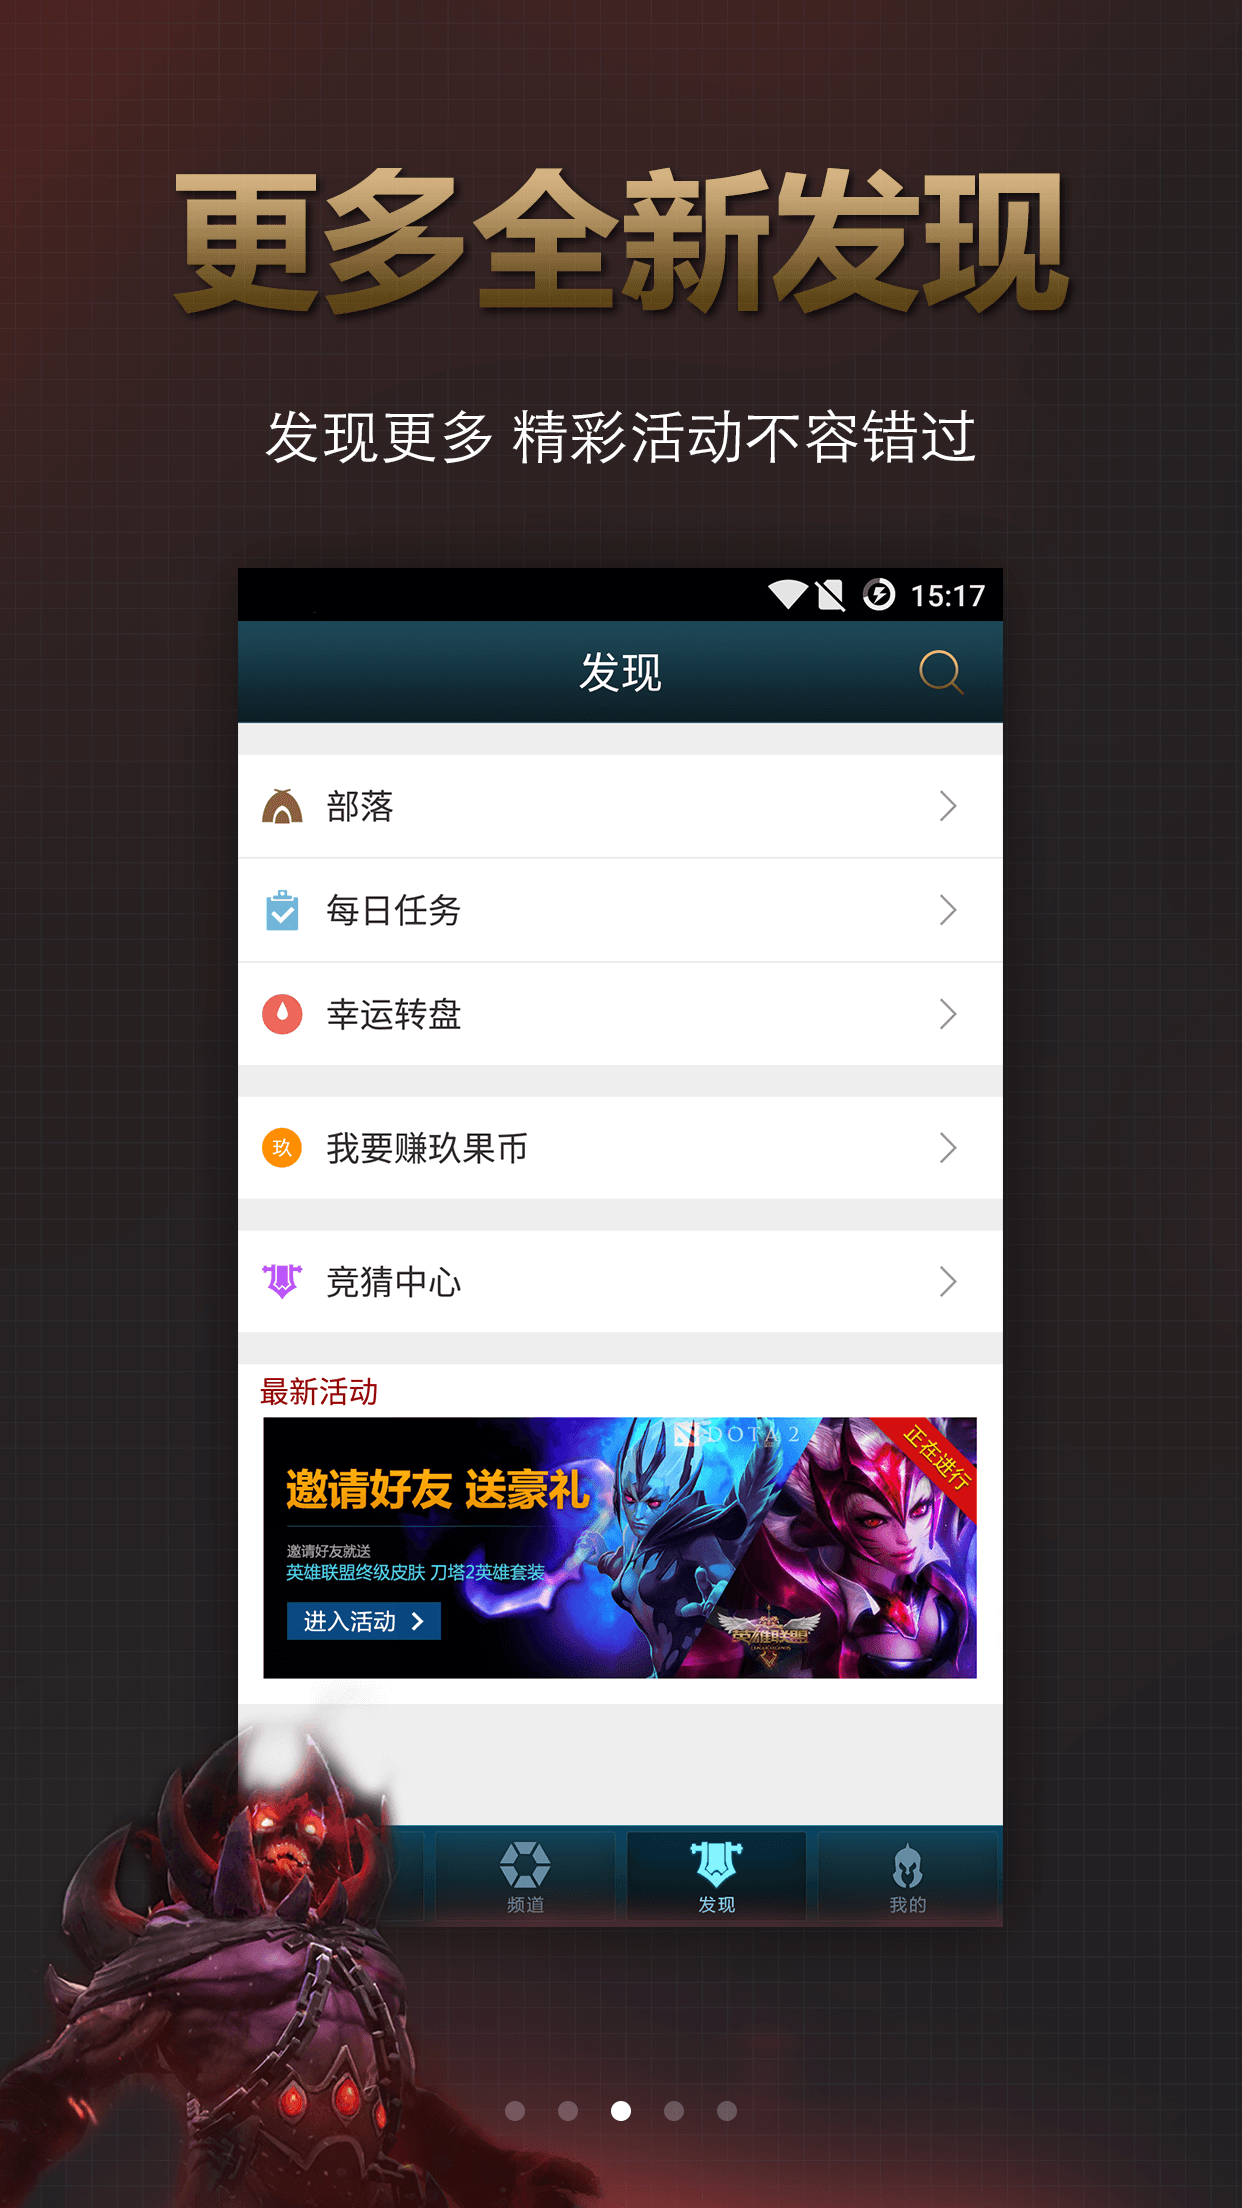 更多全新发现
发现更多 精彩活动不容错过
15:17
发现
部落
每日任务
幸运转盘
玖 我要赚玖果币
竞猜中心
最新活动
DOTA 2
正在进行
邀请好友 送豪礼
邀请好友就送
英雄联盟终级皮肤 刀塔2英雄套装
进入活动
英雄联盟
频道
发现
我的